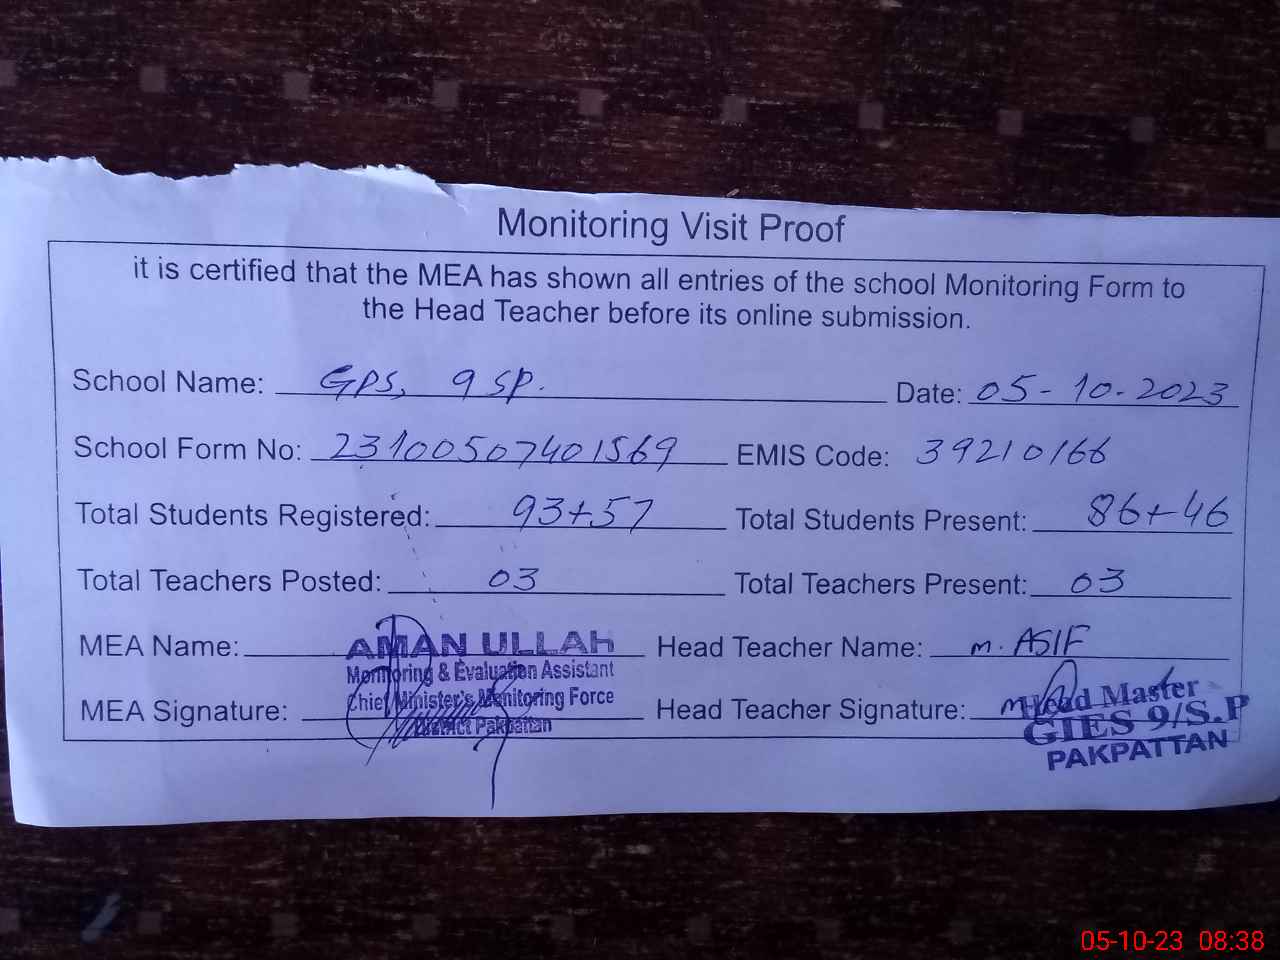 Monitoring Visit Proof
it is certified that the MEA has shown all entries of the school Monitoring Form to
the Head Teacher before its online submission.
School Name: GPS, 9 SP. Date: 05-10-2023
School Form No: 23100507401569 EMIS Code: 39210166
Total Students Registered: 93+57 Total Students Present: 86+46
Total Teachers Posted: 03 Total Teachers Present: 03
MEA Name: AMAN ULLAH Head Teacher Name: M. ASIF
Monitoring & Evaluation Assistant
Chief Minister's Monitoring Force
District Pakpattan
MEA Signature: Head Teacher Signature:
Head Master
GIES 9/S.P
PAKPATTAN
05-10-23 08:38